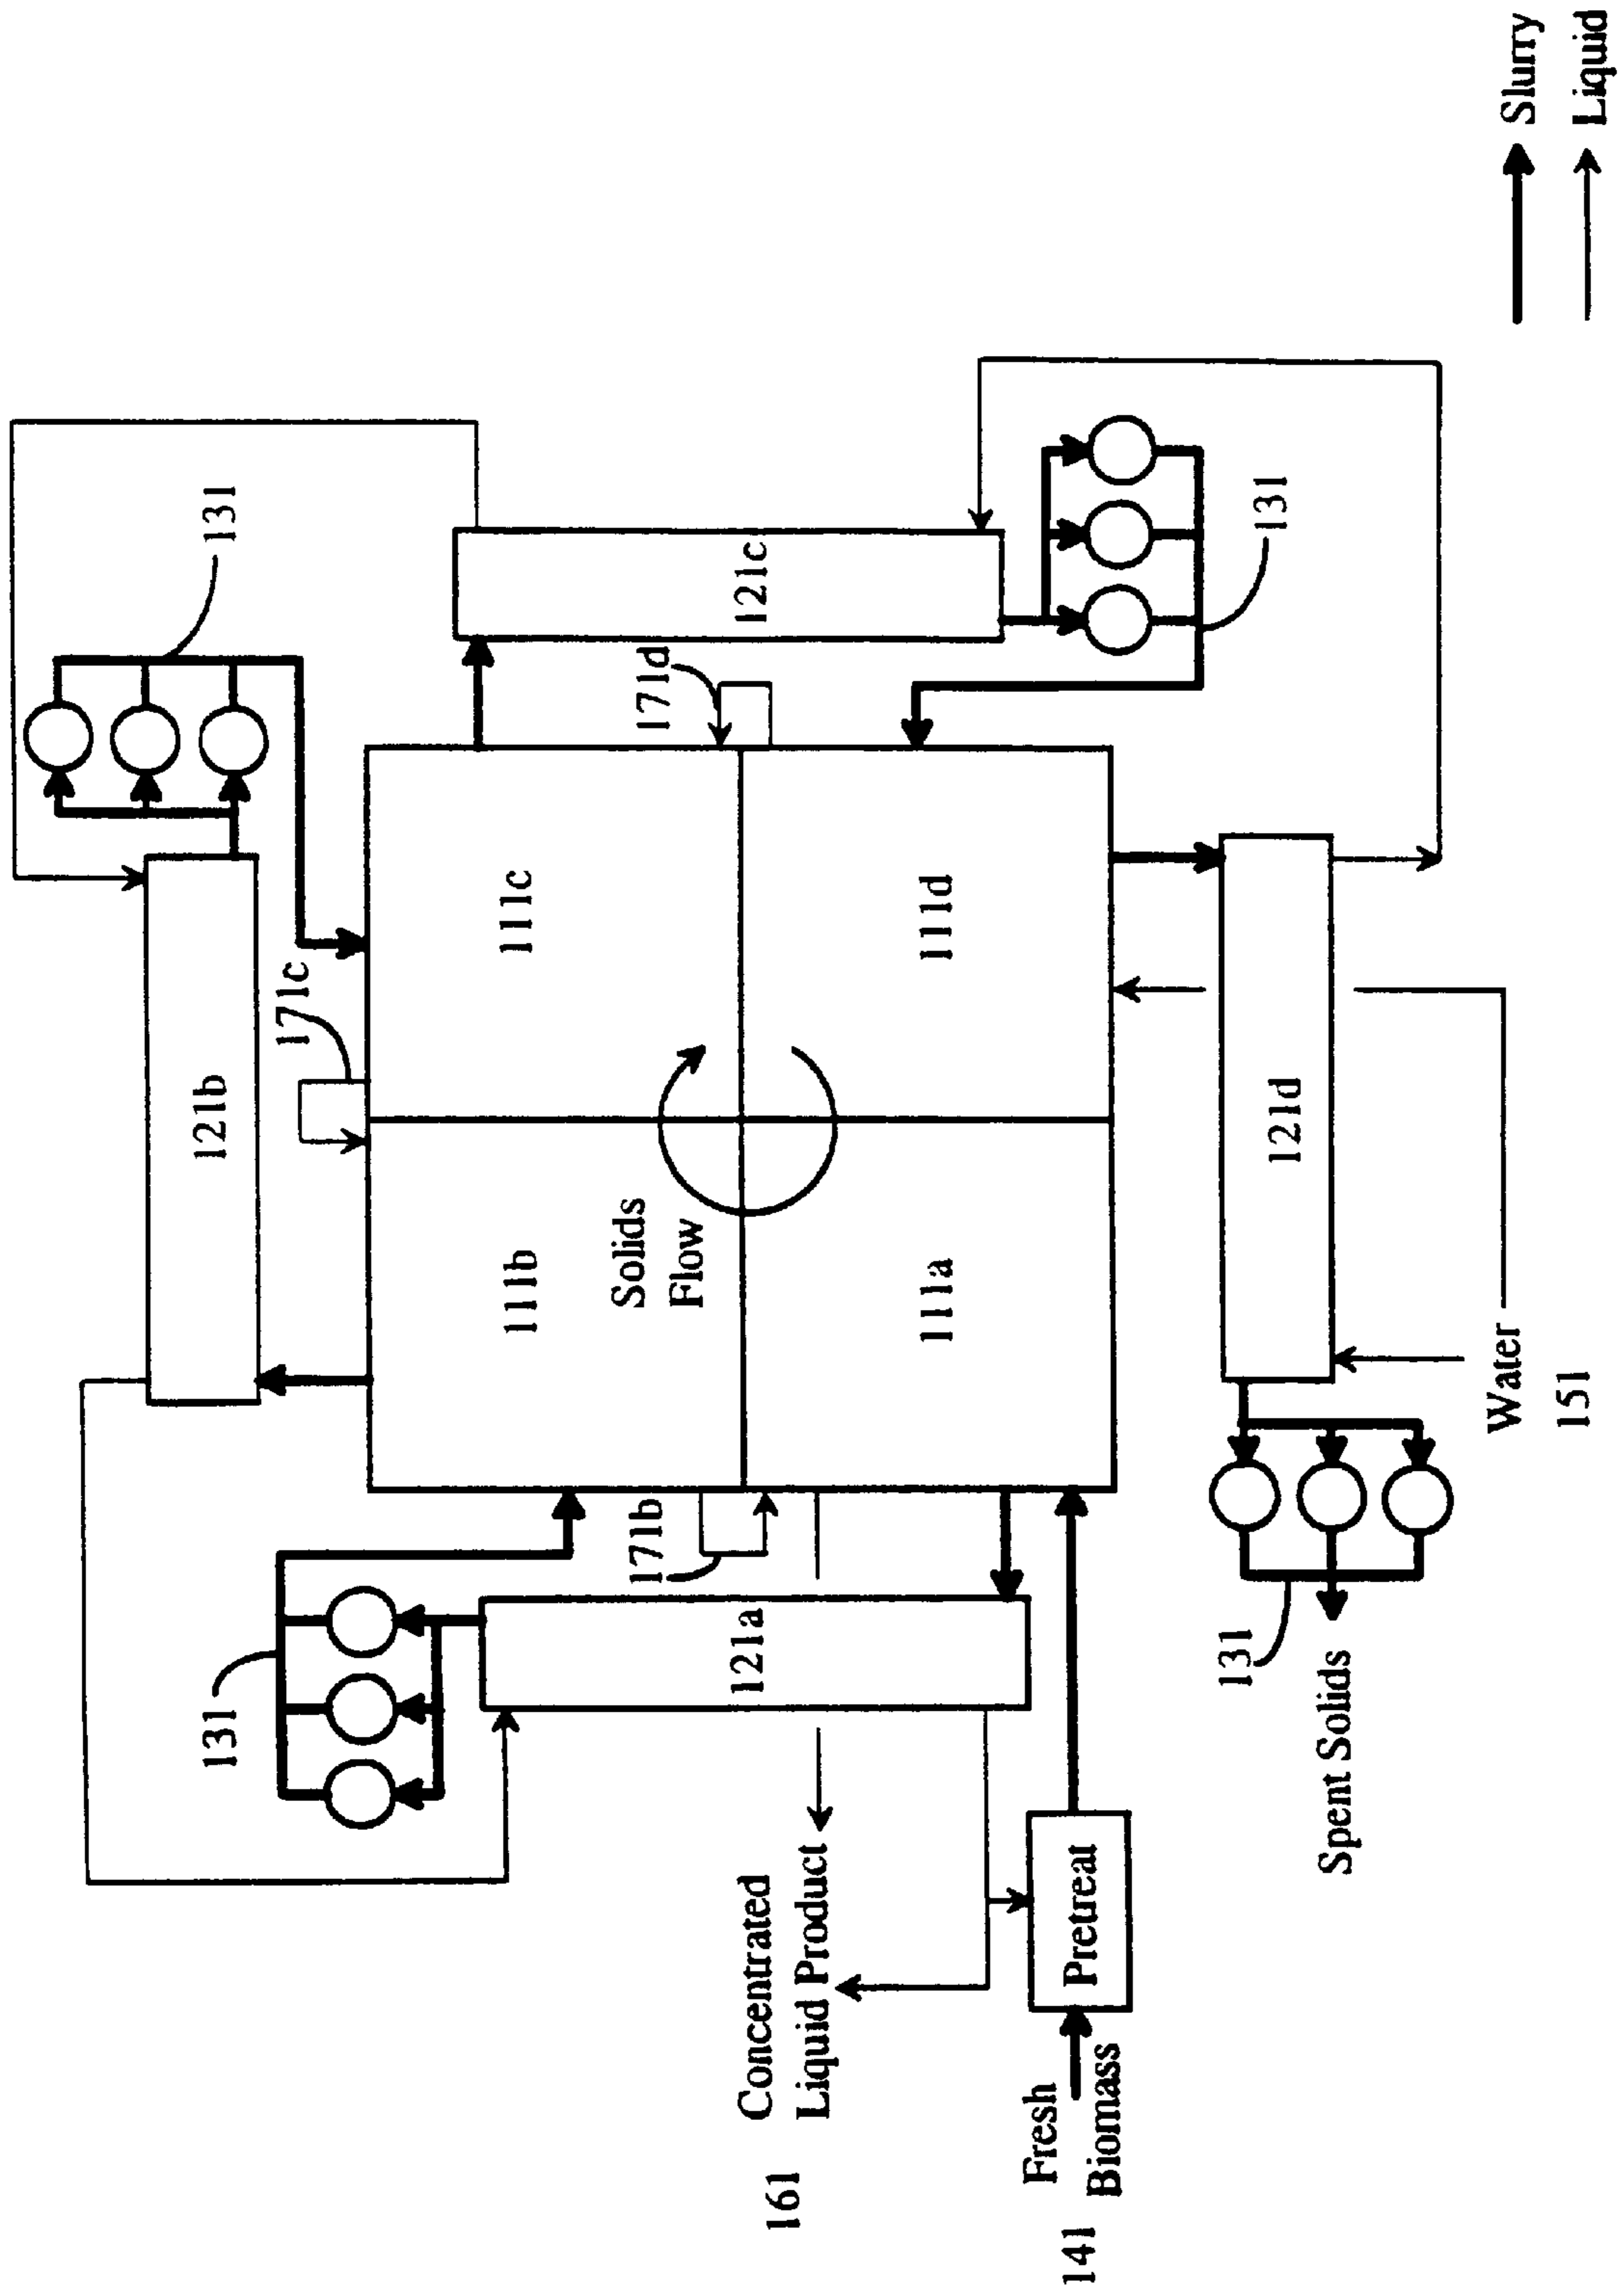 161
Concentrated
Liquid Product
141
Fresh
Biomass
Pretreat
131
121a
171b
Spent Solids
131
Water
151
111b
111a
Solids
Flow
121b
121d
171c
111c
111d
131
171d
121c
131
Slurry
Liquid